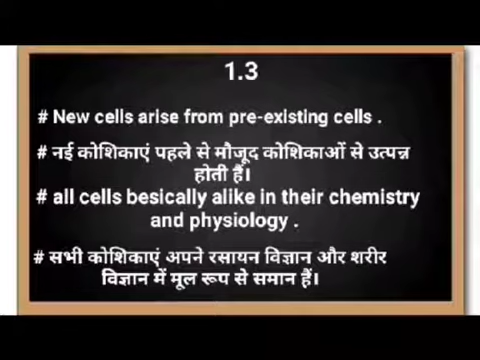 1.3
# New cells arise from pre-existing cells .
# नई कोशिकाएं पहले से मौजूद कोशिकाओं से उत्पन्न
होती हैं।
# all cells besically alike in their chemistry
and physiology .
# सभी कोशिकाएं अपने रसायन विज्ञान और शरीर
विज्ञान में मूल रूप से समान हैं।